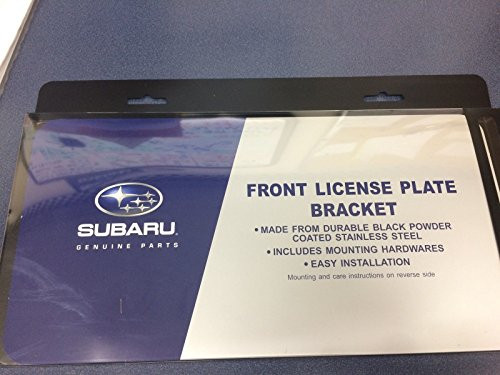 SUBARU
GENUINE PARTS
FRONT LICENSE PLATE
BRACKET
• MADE FROM DURABLE BLACK POWDER
COATED STAINLESS STEEL
• INCLUDES MOUNTING HARDWARES
• EASY INSTALLATION
Mounting and care instructions on reverse side